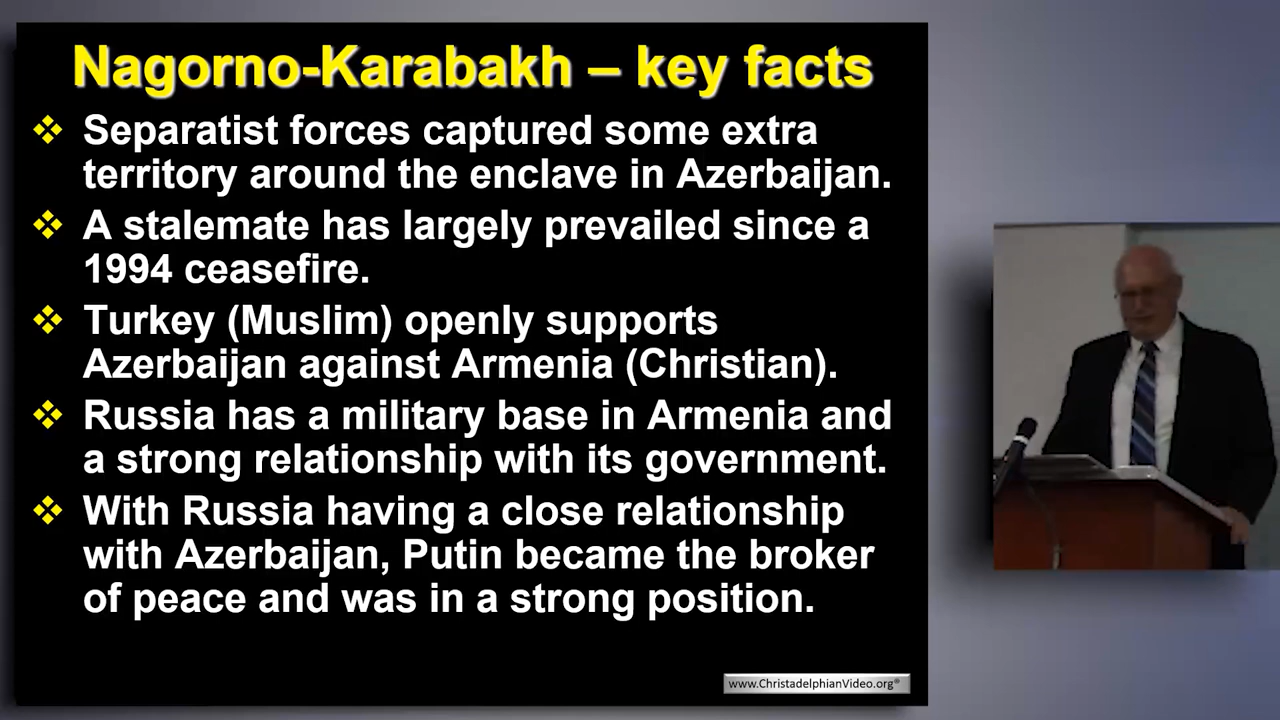 Nagorno-Karabakh – key facts
❖ Separatist forces captured some extra
territory around the enclave in Azerbaijan.
❖ A stalemate has largely prevailed since a
1994 ceasefire.
❖ Turkey (Muslim) openly supports
Azerbaijan against Armenia (Christian).
❖ Russia has a military base in Armenia and
a strong relationship with its government.
❖ With Russia having a close relationship
with Azerbaijan, Putin became the broker
of peace and was in a strong position.
www.ChristadelphianVideo.org®